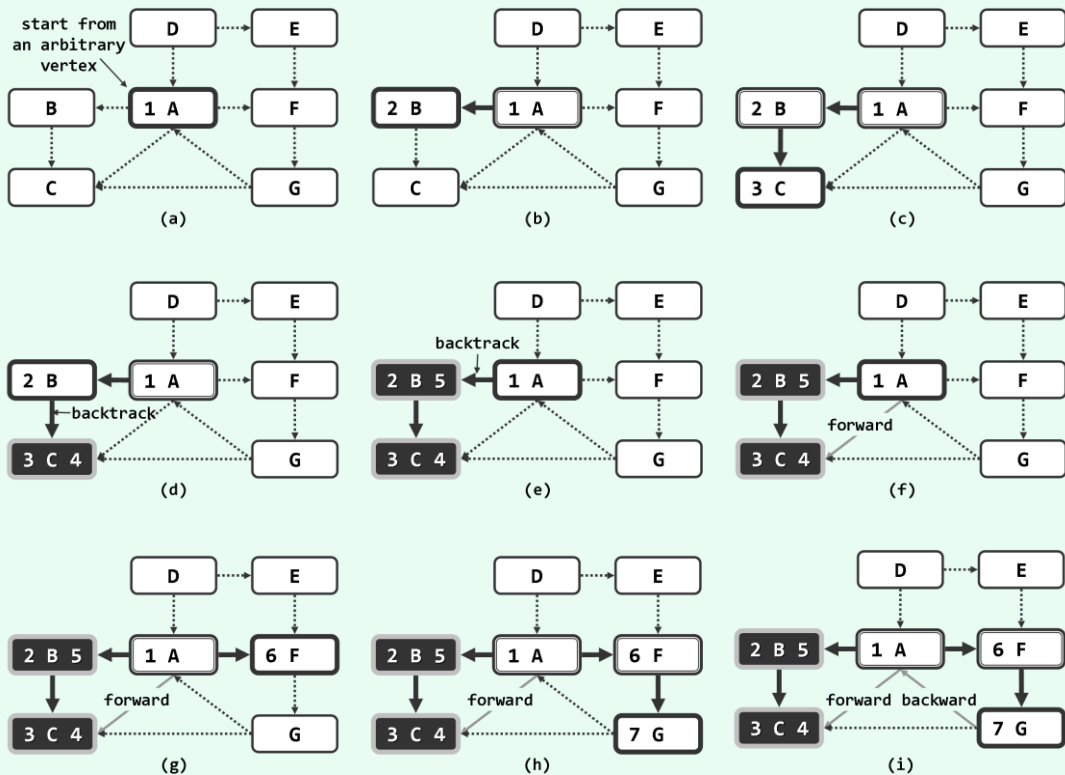 start from
an arbitrary
vertex
D E
B 1 A F
C G
(a)
D E
2 B 1 A F
C G
(b)
D E
2 B 1 A F
3 C G
(c)
D E
2 B 1 A F
backtrack
3 C 4 G
(d)
D E
backtrack
2 B 5 1 A F
3 C 4 G
(e)
D E
2 B 5 1 A F
forward
3 C 4 G
(f)
D E
2 B 5 1 A 6 F
forward
3 C 4 G
(g)
D E
2 B 5 1 A 6 F
forward
3 C 4 7 G
(h)
D E
2 B 5 1 A 6 F
forward backward
3 C 4 7 G
(i)